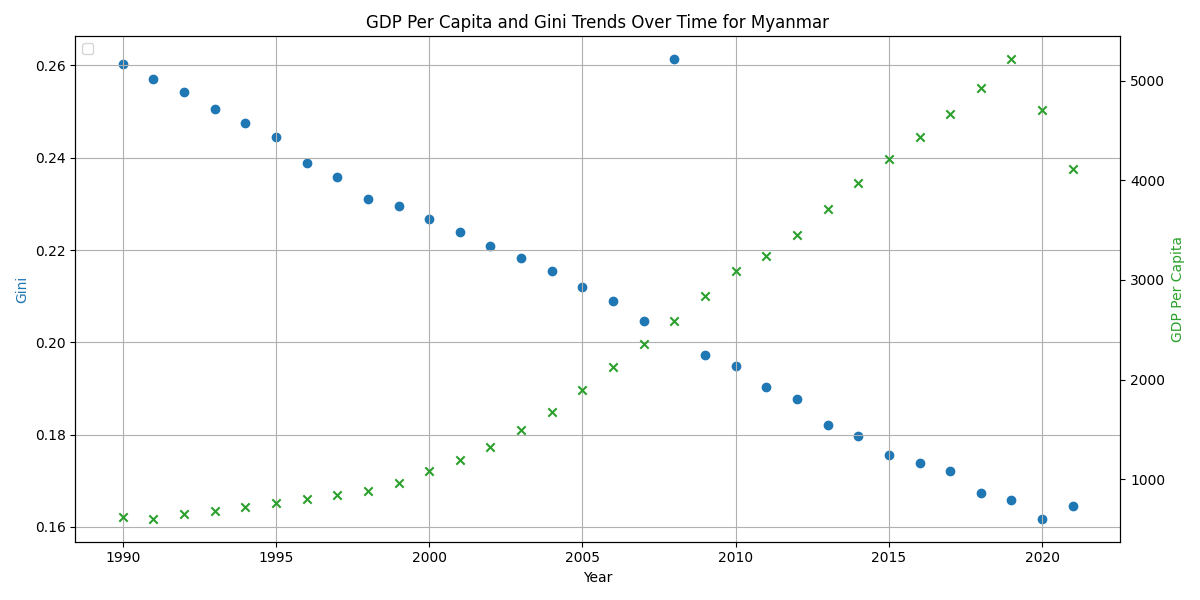 GDP Per Capita and Gini Trends Over Time for Myanmar
0.26
0.24
0.22
0.20
0.18
0.16
Gini
5000
4000
3000
2000
1000
GDP Per Capita
1990 1995 2000 2005 2010 2015 2020
Year